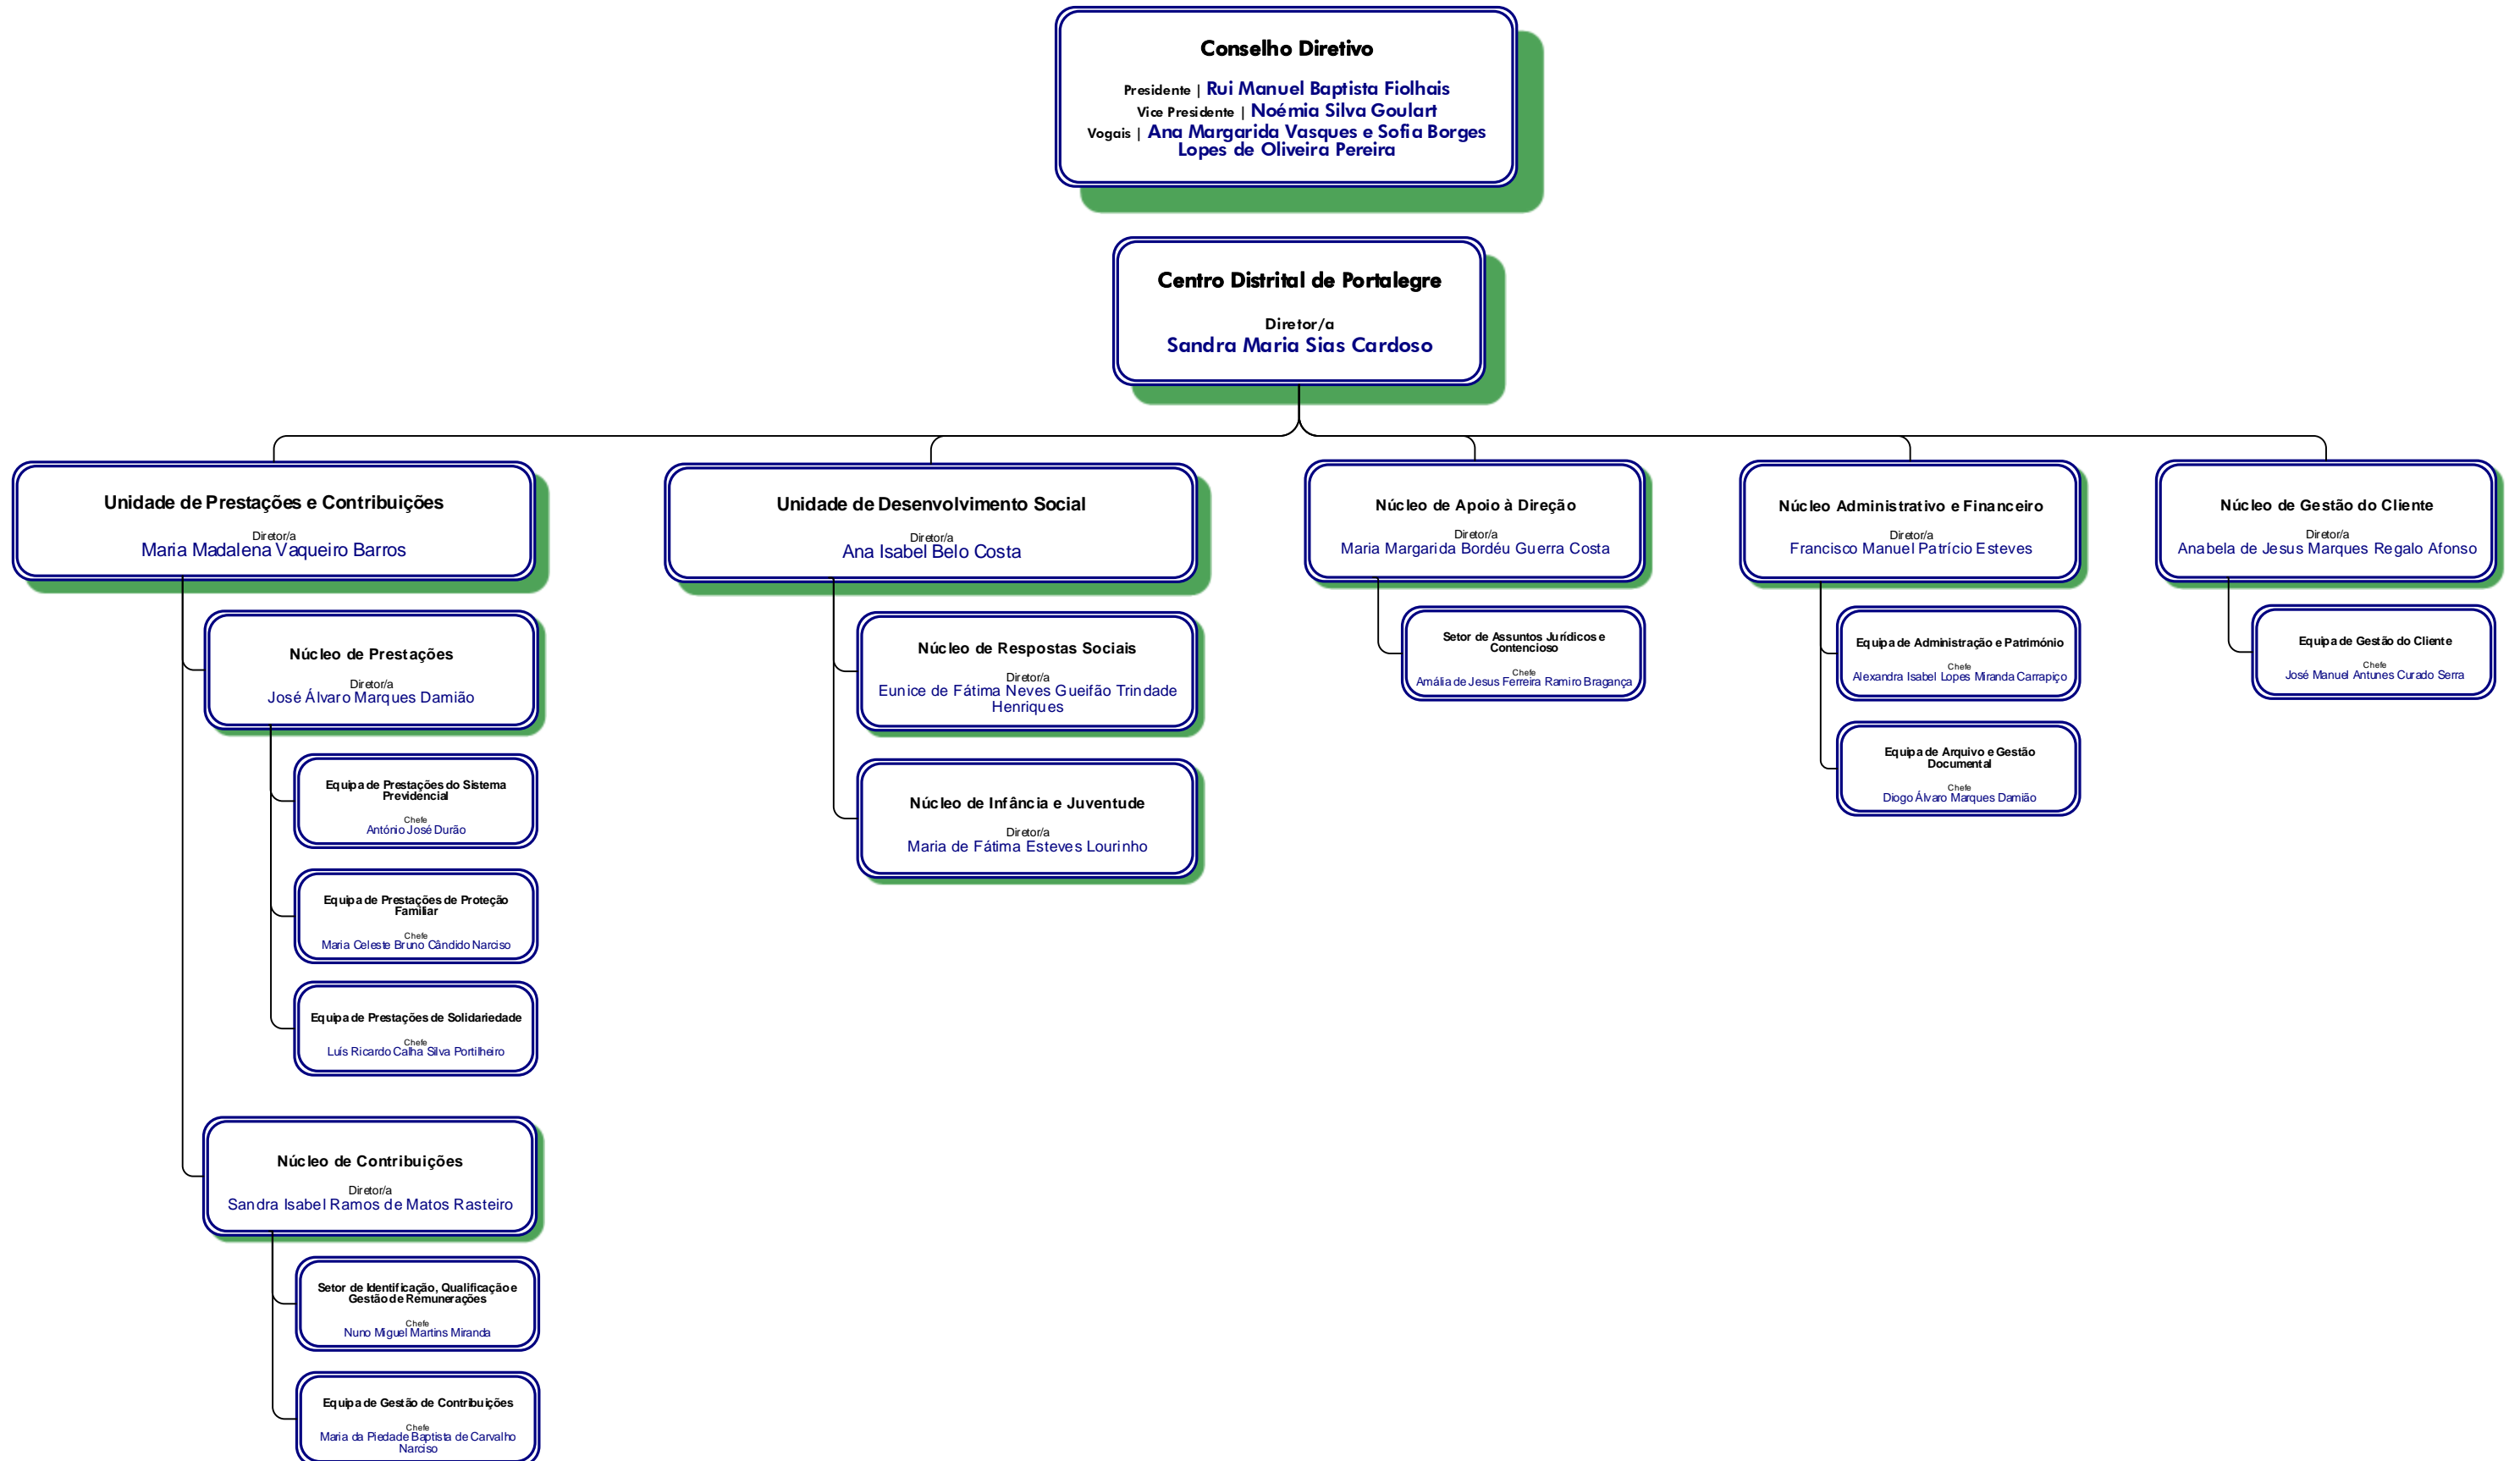 Conselho Diretivo
Presidente | Rui Manuel Baptista Fiolhais
Vice Presidente | Noémia Silva Goulart
Vogais | Ana Margarida Vasques e Sofia Borges
Lopes de Oliveira Pereira
Centro Distrital de Portalegre
Diretor/a
Sandra Maria Sias Cardoso
Unidade de Prestações e Contribuições
Diretor/a
Maria Madalena Vaqueiro Barros
Núcleo de Prestações
Diretor/a
José Álvaro Marques Damião
Equipa de Prestações do Sistema
Previdencial
Chefe
António José Durão
Equipa de Prestações de Proteção
Familiar
Chefe
Maria Celeste Bruno Cândido Narciso
Equipa de Prestações de Solidariedade
Chefe
Luís Ricardo Calha Silva Portilheiro
Núcleo de Contribuições
Diretor/a
Sandra Isabel Ramos de Matos Rasteiro
Setor de Identificação, Qualificação e
Gestão de Remunerações
Chefe
Nuno Miguel Martins Miranda
Equipa de Gestão de Contribuições
Chefe
Maria da Piedade Baptista de Carvalho
Narciso
Unidade de Desenvolvimento Social
Diretor/a
Ana Isabel Belo Costa
Núcleo de Respostas Sociais
Diretor/a
Eunice de Fátima Neves Gueifão Trindade
Henriques
Núcleo de Infância e Juventude
Diretor/a
Maria de Fátima Esteves Lourinho
Núcleo de Apoio à Direção
Diretor/a
Maria Margarida Bordéu Guerra Costa
Setor de Assuntos Jurídicos e
Contencioso
Chefe
Amália de Jesus Ferreira Ramiro Bragança
Núcleo Administrativo e Financeiro
Diretor/a
Francisco Manuel Patrício Esteves
Equipa de Administração e Património
Chefe
Alexandra Isabel Lopes Miranda Carrapiço
Equipa de Arquivo e Gestão
Documental
Chefe
Diogo Álvaro Marques Damião
Núcleo de Gestão do Cliente
Diretor/a
Anabela de Jesus Marques Regalo Afonso
Equipa de Gestão do Cliente
Chefe
José Manuel Antunes Curado Serra